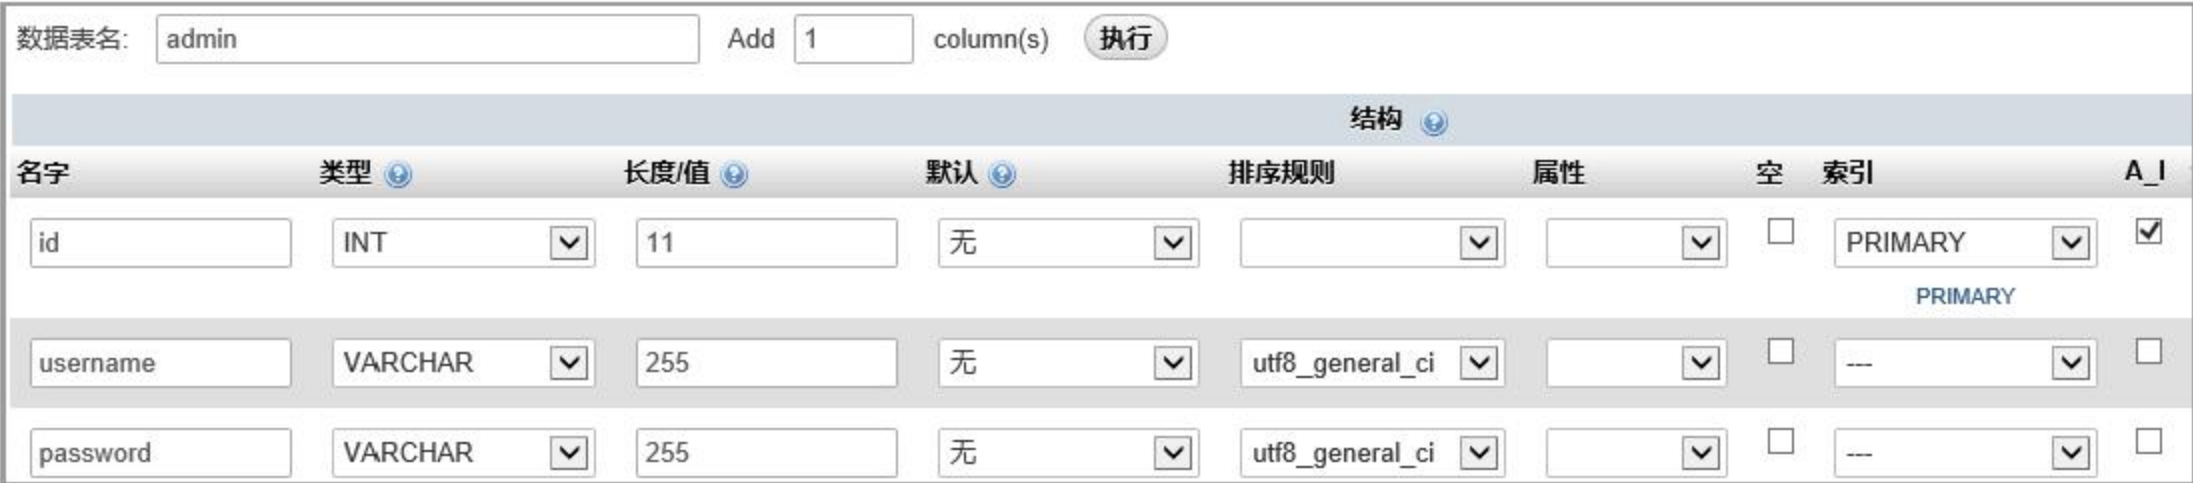 数据表名: admin Add 1 column(s) 执行
结构
名字 类型 长度/值 默认 排序规则 属性 空 索引 A_I
id INT 11 无 PRIMARY
PRIMARY
username VARCHAR 255 无 utf8_general_ci ---
password VARCHAR 255 无 utf8_general_ci ---